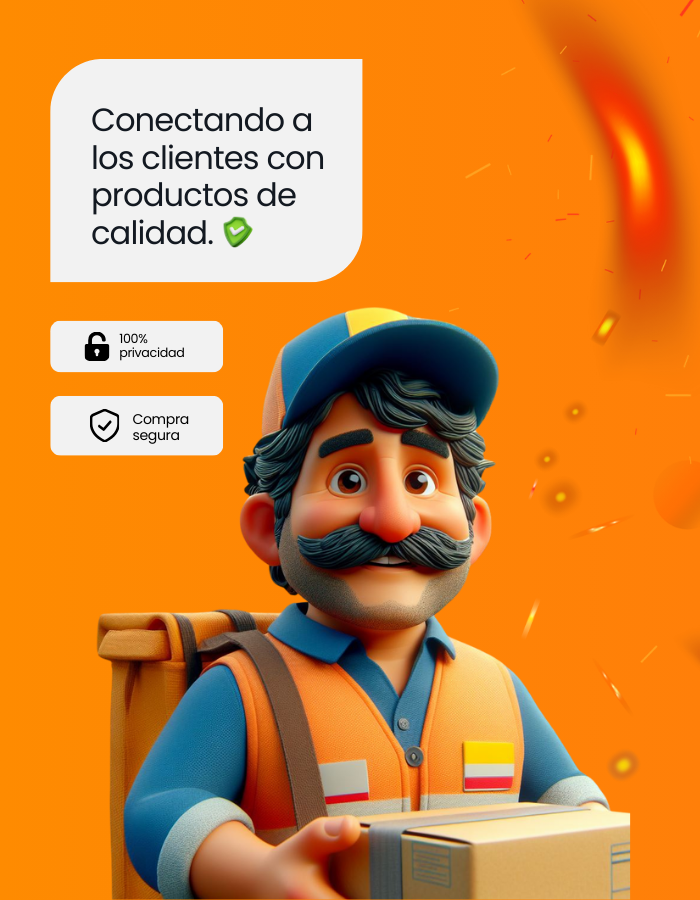 Conectando a
los clientes con
productos de
calidad.
100%
privacidad
Compra
segura